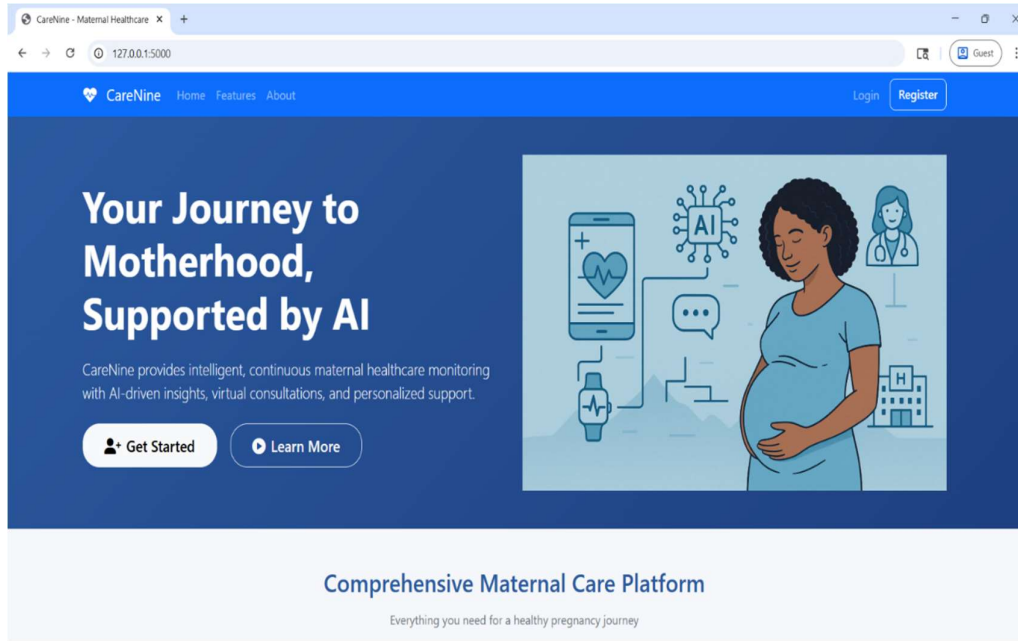 CareNine - Maternal Healthcare
127.0.0.1:5000
Guest
CareNine Home Features About
Login Register
Your Journey to
Motherhood,
Supported by AI
CareNine provides intelligent, continuous maternal healthcare monitoring
with AI-driven insights, virtual consultations, and personalized support.
Get Started
Learn More
AI
H
Comprehensive Maternal Care Platform
Everything you need for a healthy pregnancy journey